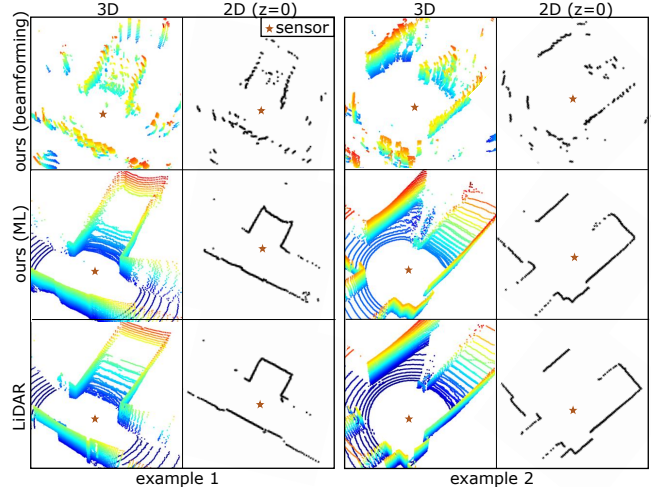 3D 2D (z=0) 3D 2D (z=0)
★sensor
ours (beamforming)
ours (ML)
LiDAR
example 1 example 2